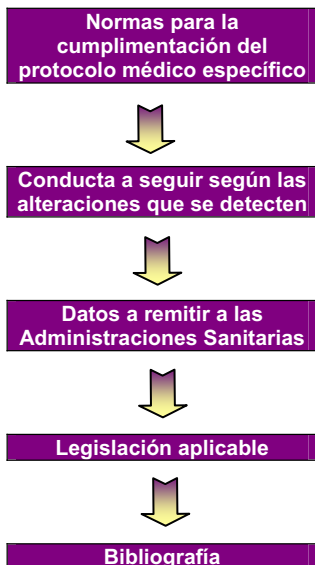 Normas para la
cumplimentación del
protocolo médico específico
Conducta a seguir según las
alteraciones que se detecten
Datos a remitir a las
Administraciones Sanitarias
Legislación aplicable
Bibliografía